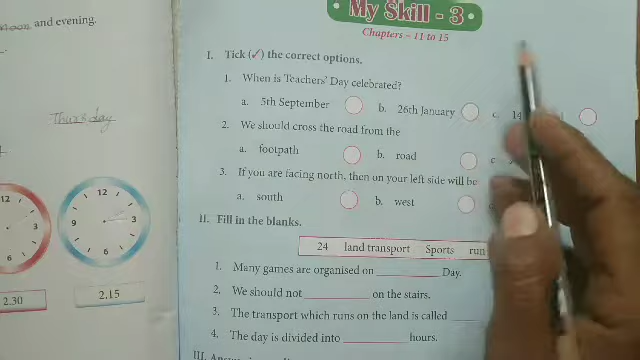 noon and evening.
My Skill - 3
Chapters - 11 to 15
I. Tick (✓) the correct options.
1. When is Teachers' Day celebrated?
a. 5th September b. 26th January c. 14
Thursday
2. We should cross the road from the
a. footpath b. road c
3. If you are facing north, then on your left side will be
a. south b. west
12 3 6
12 3 6 9
2.30
2.15
II. Fill in the blanks.
24 land transport Sports run
1. Many games are organised on ________ Day.
2. We should not ________ on the stairs.
3. The transport which runs on the land is called ____
4. The day is divided into ________ hours.